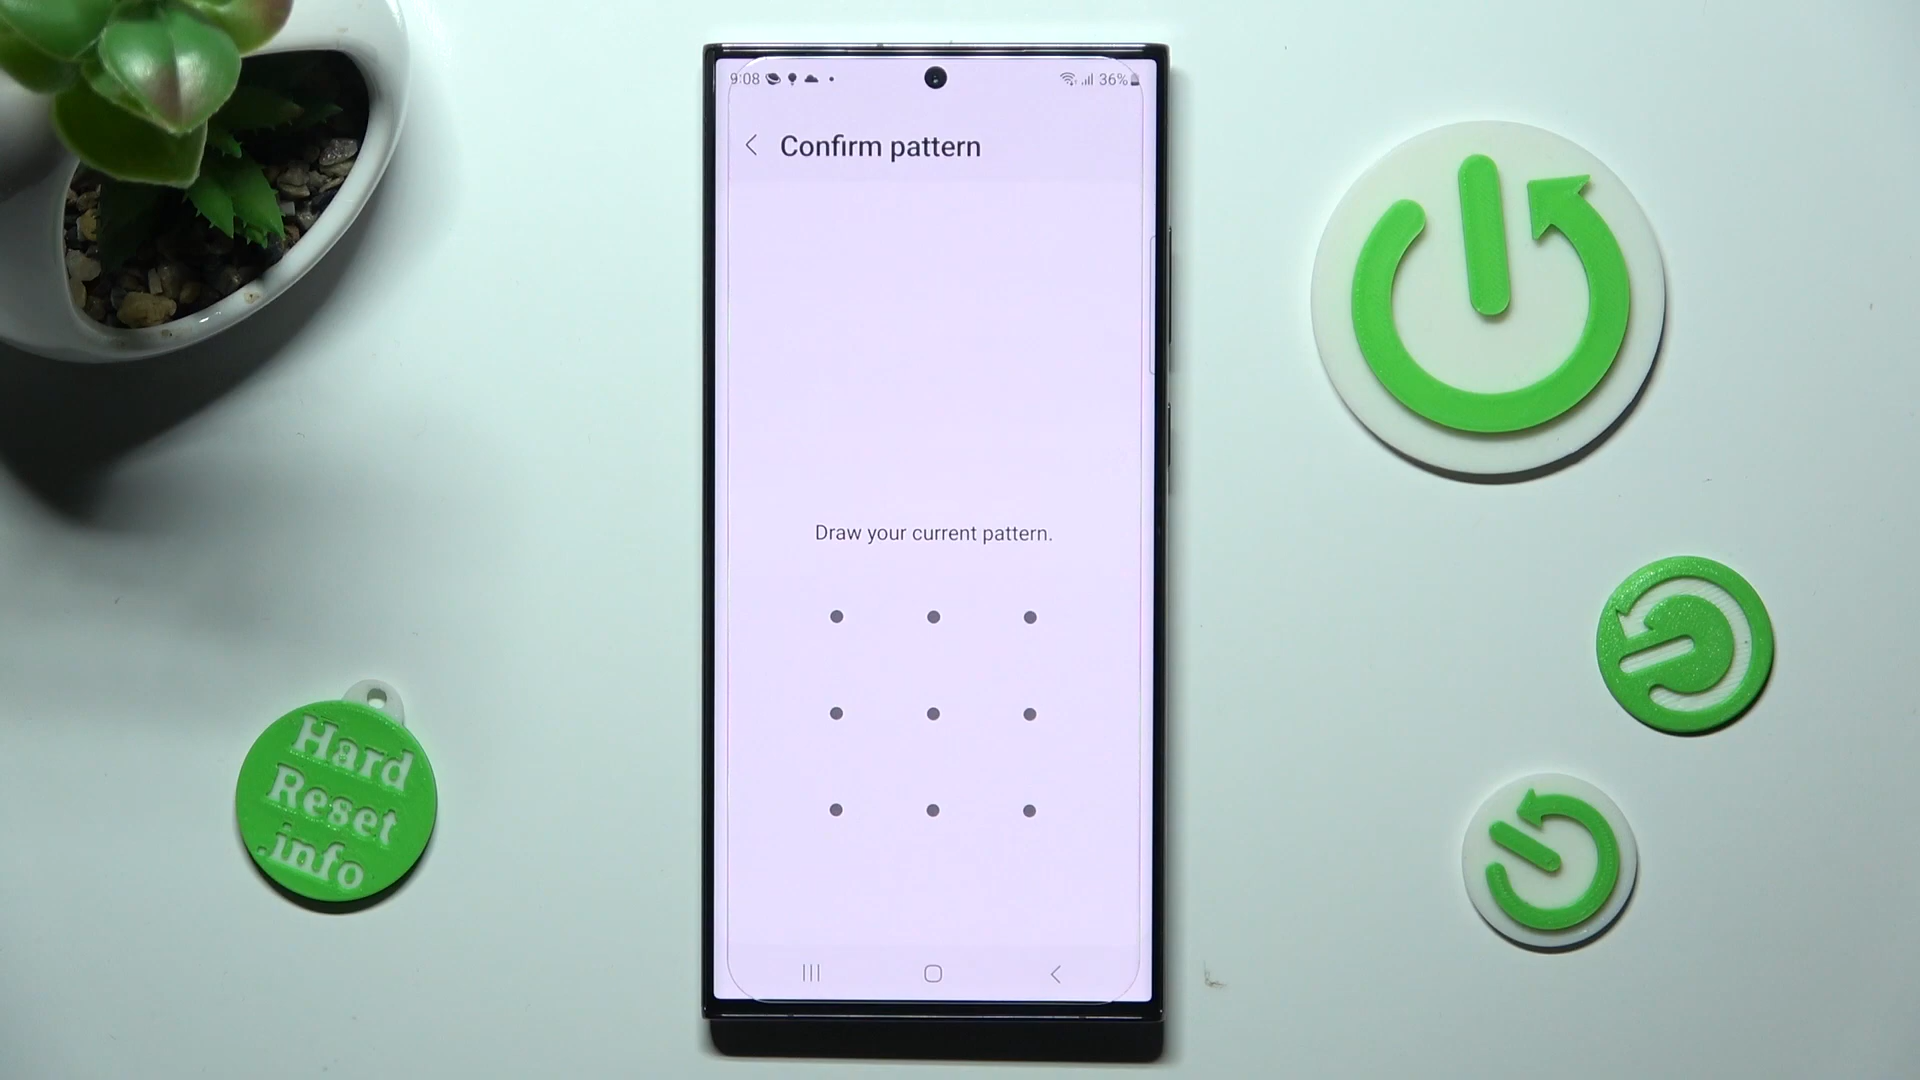 9:08
36%
Confirm pattern
Draw your current pattern.
Hard
Reset
.info